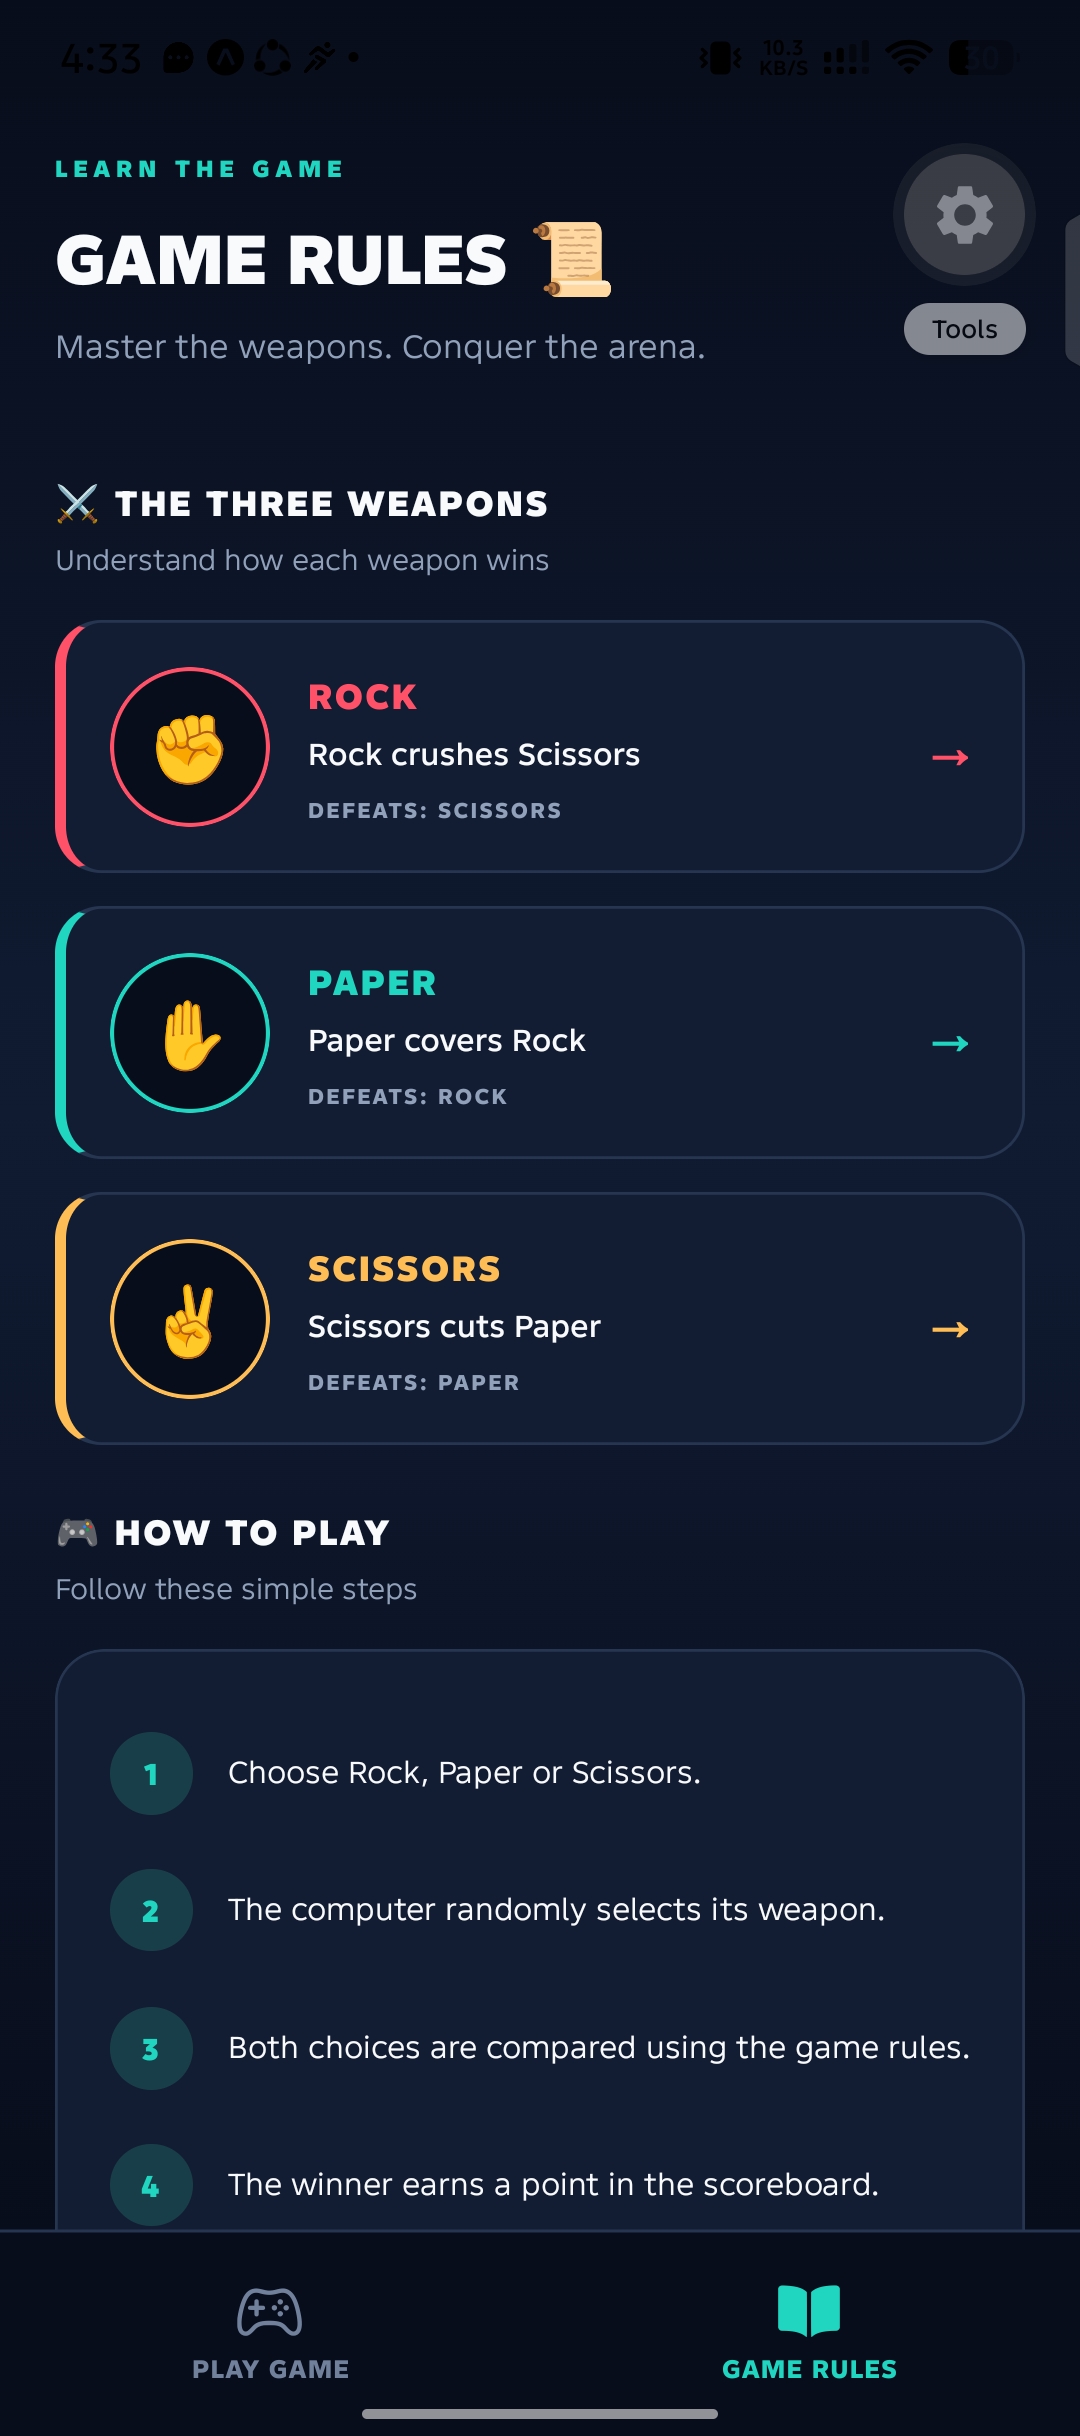 4:33
10.3
KB/S
30
LEARN THE GAME
GAME RULES
Tools
Master the weapons. Conquer the arena.
THE THREE WEAPONS
Understand how each weapon wins
ROCK
Rock crushes Scissors
→
DEFEATS: SCISSORS
PAPER
Paper covers Rock
→
DEFEATS: ROCK
SCISSORS
Scissors cuts Paper
→
DEFEATS: PAPER
HOW TO PLAY
Follow these simple steps
1 Choose Rock, Paper or Scissors.
2 The computer randomly selects its weapon.
3 Both choices are compared using the game rules.
4 The winner earns a point in the scoreboard.
PLAY GAME
GAME RULES